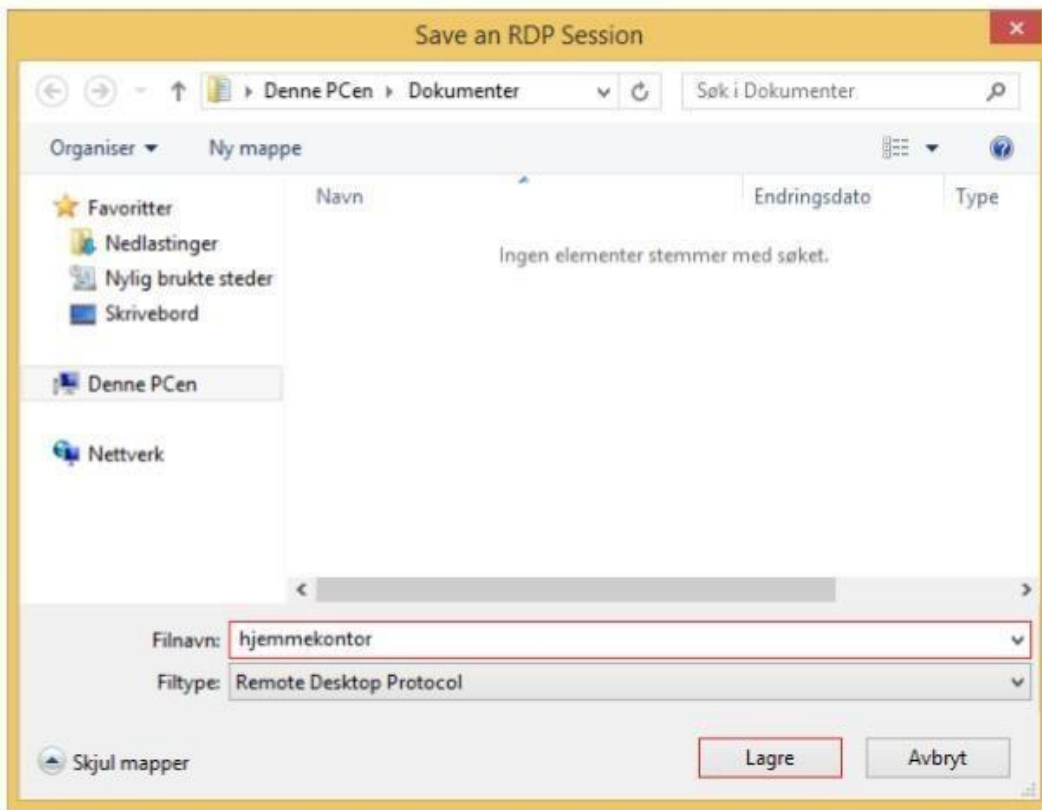 Save an RDP Session
Denne PCen Dokumenter
Søk i Dokumenter
Organiser Ny mappe
Navn Endringsdato Type
Favoritter
Nedlastinger
Nylig brukte steder
Skrivebord
Denne PCen
Nettverk
Ingen elementer stemmer med søket.
Filnavn: hjemmekontor
Filtype: Remote Desktop Protocol
Skjul mapper
Lagre Avbryt